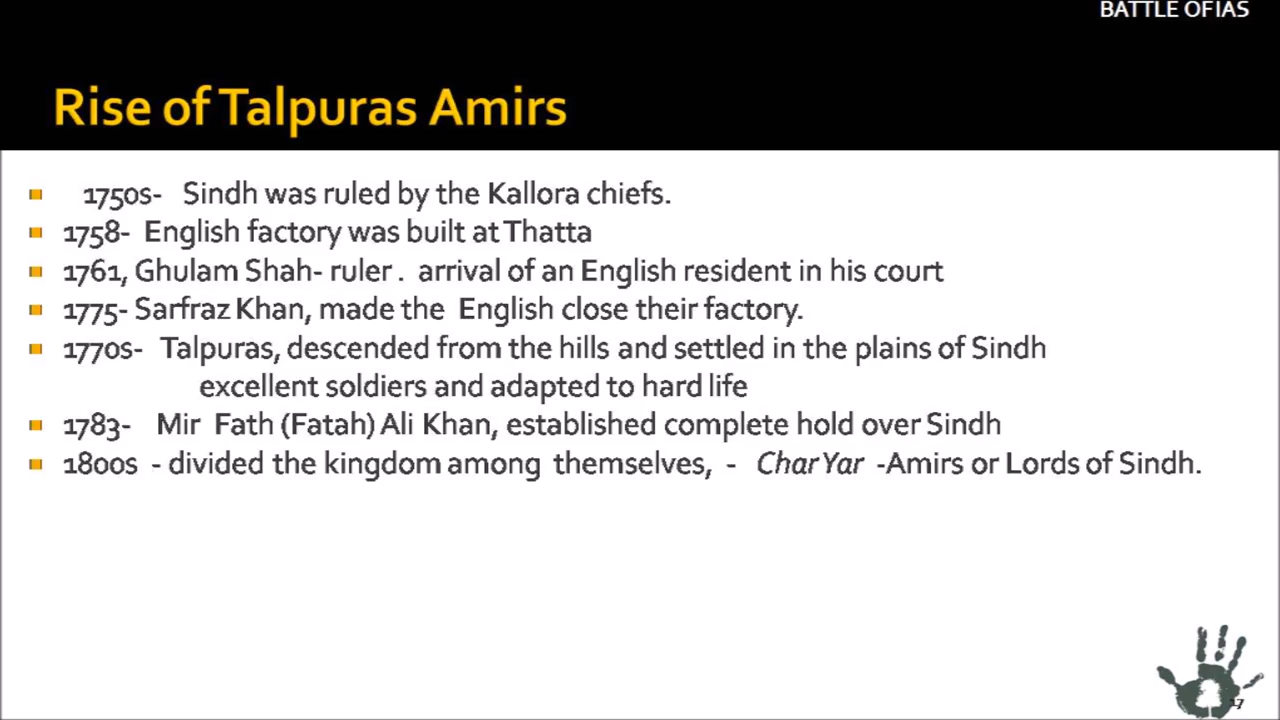 BATTLE OF IAS
Rise of Talpuras Amirs
1750s- Sindh was ruled by the Kallora chiefs.
1758- English factory was built at Thatta
1761, Ghulam Shah- ruler . arrival of an English resident in his court
1775- Sarfraz Khan, made the English close their factory.
1770s- Talpuras, descended from the hills and settled in the plains of Sindh
excellent soldiers and adapted to hard life
1783- Mir Fath (Fatah) Ali Khan, established complete hold over Sindh
1800s - divided the kingdom among themselves, - Char Yar -Amirs or Lords of Sindh.
17